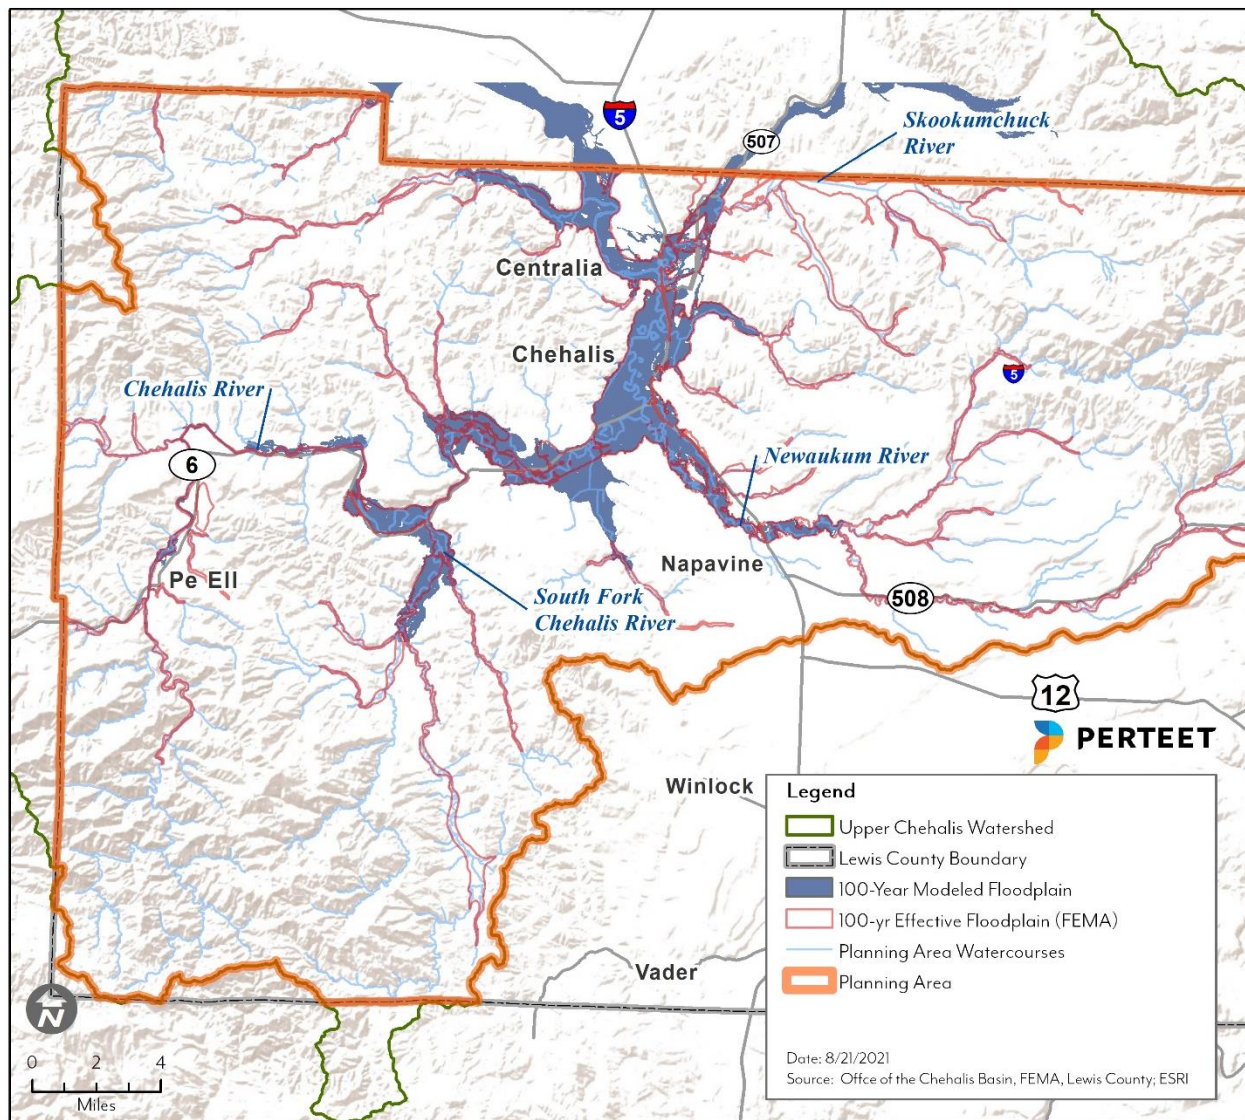 5
507
Skookumchuck
River
Centralia
Chehalis
5
Chehalis River
6
Newaukum River
Napavine
Pe Ell
South Fork
Chehalis River
508
12
PERTEET
Winlock
Vader
N
0 2 4
Miles
Legend
Upper Chehalis Watershed
Lewis County Boundary
100-Year Modeled Floodplain
100-yr Effective Floodplain (FEMA)
Planning Area Watercourses
Planning Area
Date: 8/21/2021
Source: Offce of the Chehalis Basin, FEMA, Lewis County; ESRI